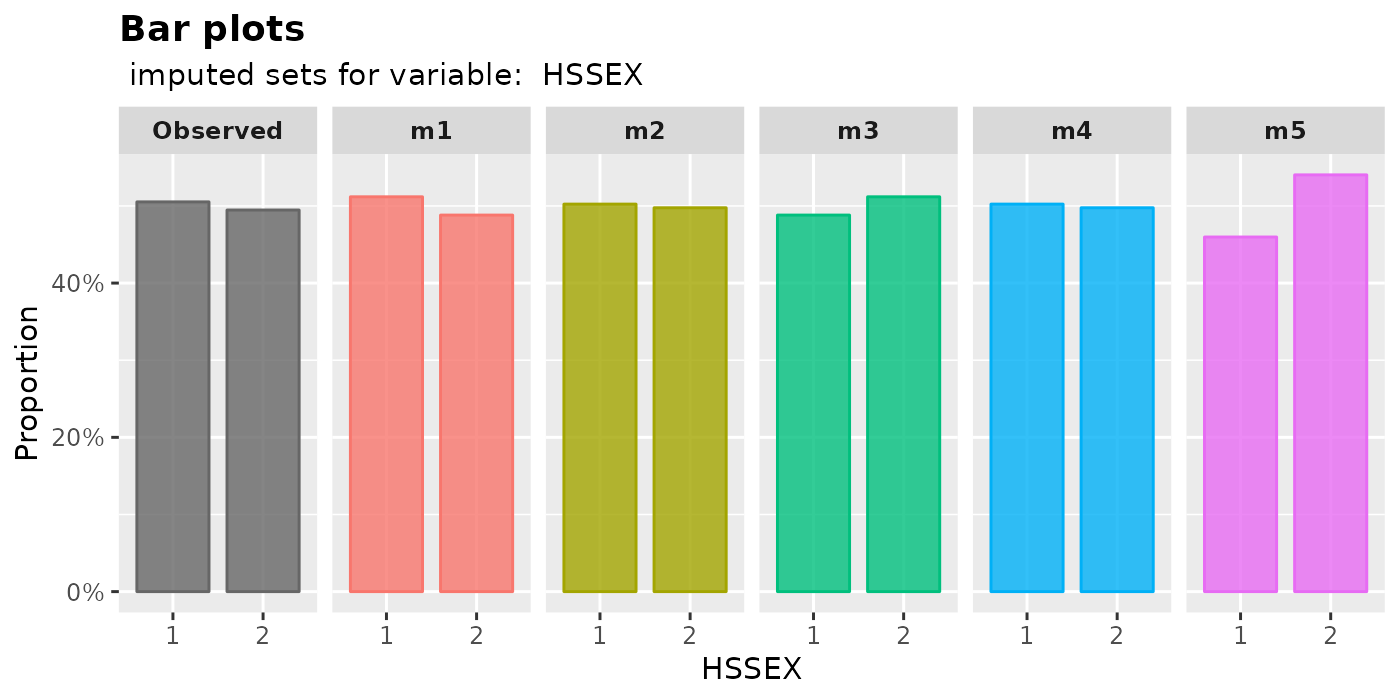 Bar plots
imputed sets for variable:  HSSEX
Observed m1 m2 m3 m4 m5
Proportion
40%
20%
0%
1 2 1 2 1 2 1 2 1 2 1 2
HSSEX